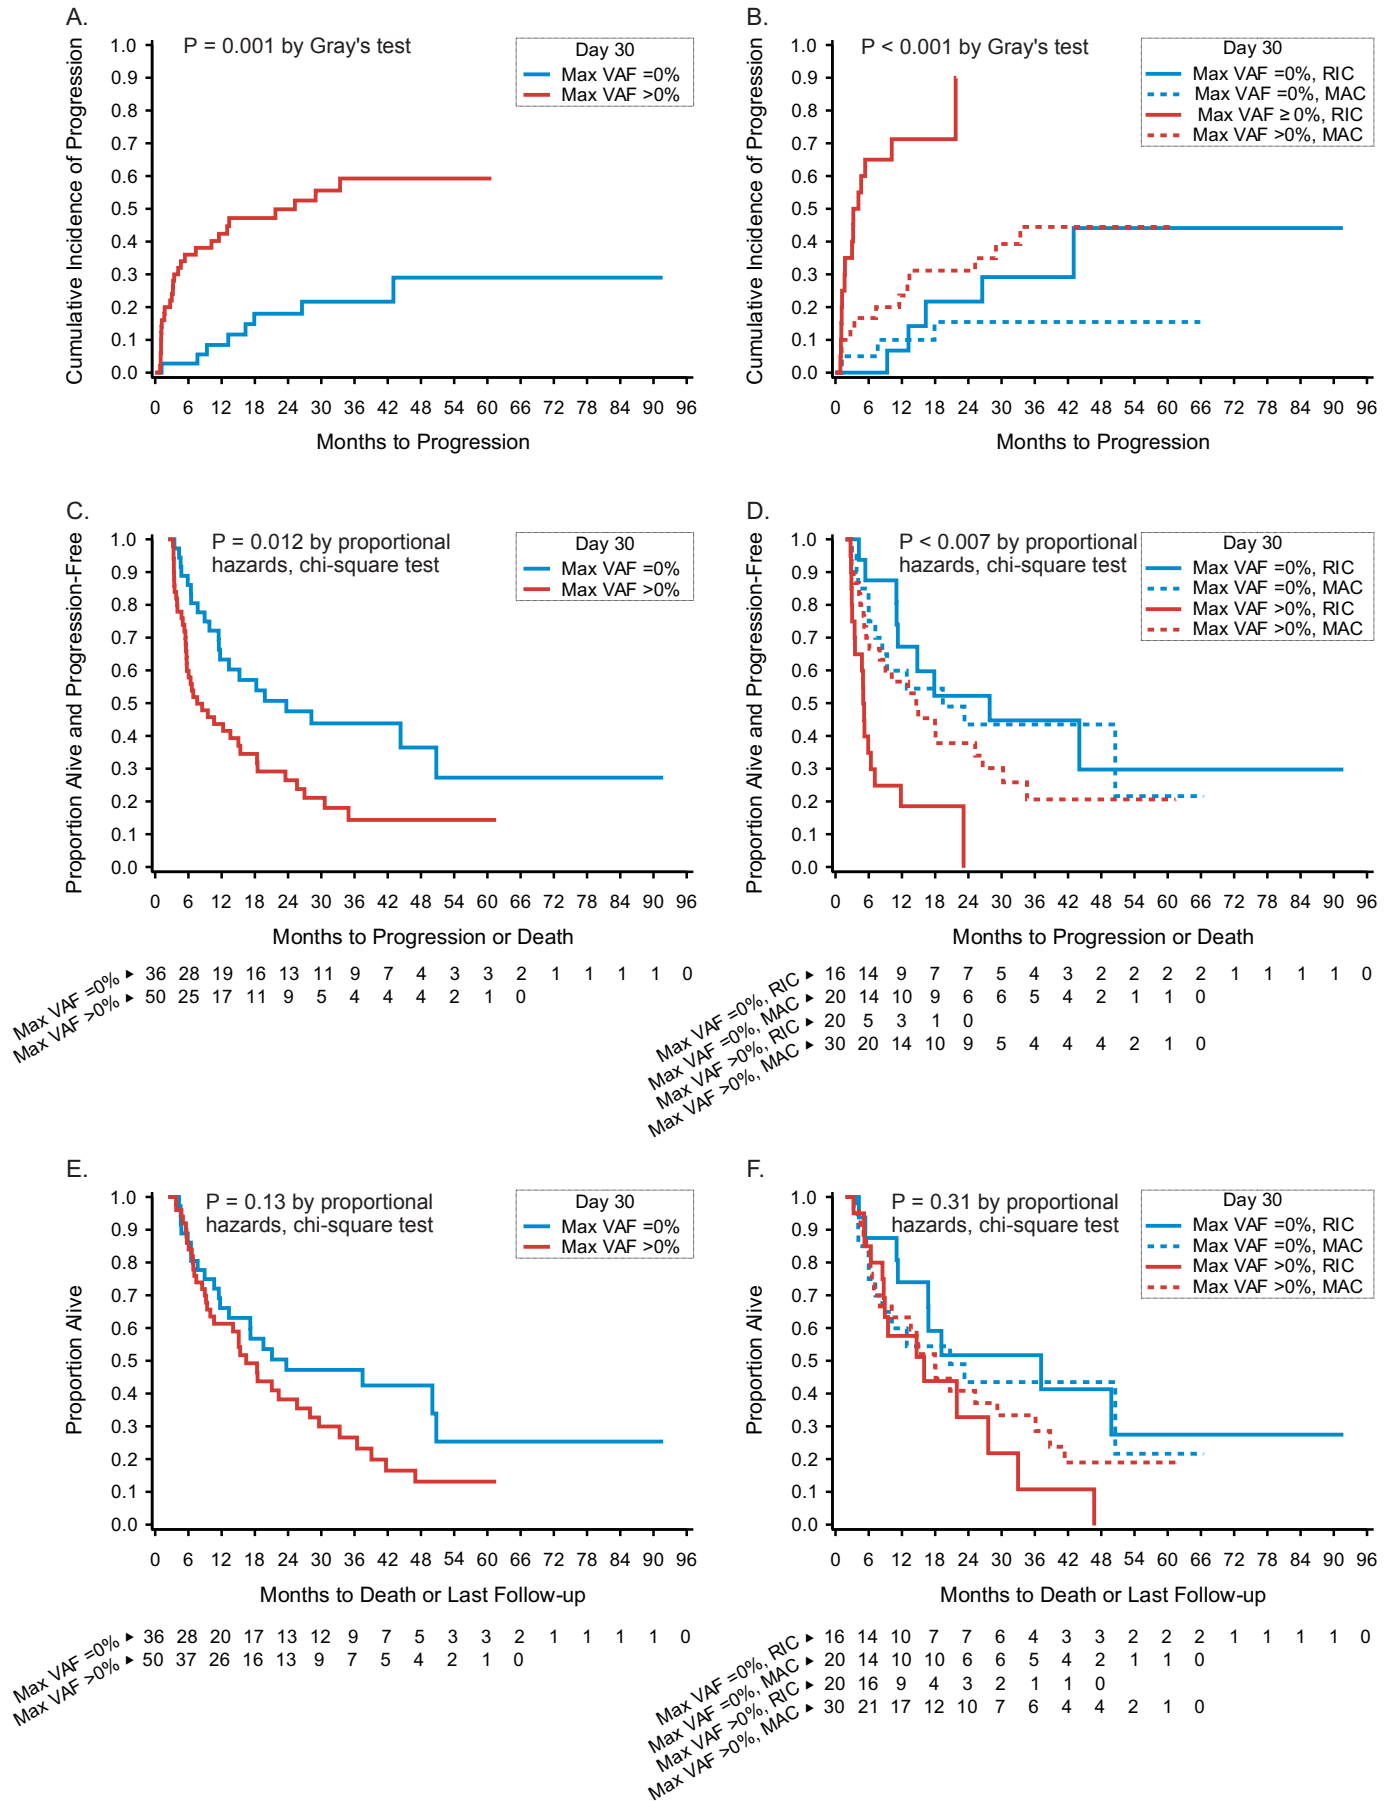 A.
P = 0.001 by Gray's test
Day 30
Max VAF =0%
Max VAF >0%
Cumulative Incidence of Progression
1.0
0.9
0.8
0.7
0.6
0.5
0.4
0.3
0.2
0.1
0.0
0 6 12 18 24 30 36 42 48 54 60 66 72 78 84 90 96
Months to Progression
B.
P < 0.001 by Gray's test
Day 30
Max VAF =0%, RIC
Max VAF =0%, MAC
Max VAF ≥ 0%, RIC
Max VAF >0%, MAC
Cumulative Incidence of Progression
1.0
0.9
0.8
0.7
0.6
0.5
0.4
0.3
0.2
0.1
0.0
0 6 12 18 24 30 36 42 48 54 60 66 72 78 84 90 96
Months to Progression
C.
P = 0.012 by proportional
hazards, chi-square test
Day 30
Max VAF =0%
Max VAF >0%
Proportion Alive and Progression-Free
1.0
0.9
0.8
0.7
0.6
0.5
0.4
0.3
0.2
0.1
0.0
0 6 12 18 24 30 36 42 48 54 60 66 72 78 84 90 96
Months to Progression or Death
Max VAF =0% ▸ 36 28 19 16 13 11 9 7 4 3 3 2 1 1 1 1 0
Max VAF >0% ▸ 50 25 17 11 9 5 4 4 4 2 1 0
D.
P < 0.007 by proportional
hazards, chi-square test
Day 30
Max VAF =0%, RIC
Max VAF =0%, MAC
Max VAF >0%, RIC
Max VAF >0%, MAC
Proportion Alive and Progression-Free
1.0
0.9
0.8
0.7
0.6
0.5
0.4
0.3
0.2
0.1
0.0
0 6 12 18 24 30 36 42 48 54 60 66 72 78 84 90 96
Months to Progression or Death
Max VAF =0%, RIC ▸ 16 14 9 7 7 5 4 3 2 2 2 2 1 1 1 1 0
Max VAF =0%, MAC ▸ 20 14 10 9 6 6 5 4 2 1 1 0
Max VAF >0%, RIC ▸ 20 5 3 1 0
Max VAF >0%, MAC ▸ 30 20 14 10 9 5 4 4 4 2 1 0
E.
P = 0.13 by proportional
hazards, chi-square test
Day 30
Max VAF =0%
Max VAF >0%
Proportion Alive
1.0
0.9
0.8
0.7
0.6
0.5
0.4
0.3
0.2
0.1
0.0
0 6 12 18 24 30 36 42 48 54 60 66 72 78 84 90 96
Months to Death or Last Follow-up
Max VAF =0% ▸ 36 28 20 17 13 12 9 7 5 3 3 2 1 1 1 1 0
Max VAF >0% ▸ 50 37 26 16 13 9 7 5 4 2 1 0
F.
P = 0.31 by proportional
hazards, chi-square test
Day 30
Max VAF =0%, RIC
Max VAF =0%, MAC
Max VAF >0%, RIC
Max VAF >0%, MAC
Proportion Alive
1.0
0.9
0.8
0.7
0.6
0.5
0.4
0.3
0.2
0.1
0.0
0 6 12 18 24 30 36 42 48 54 60 66 72 78 84 90 96
Months to Death or Last Follow-up
Max VAF =0%, RIC ▸ 16 14 10 7 7 6 4 3 3 2 2 2 1 1 1 1 0
Max VAF =0%, MAC ▸ 20 14 10 10 6 6 5 4 2 1 1 0
Max VAF >0%, RIC ▸ 20 16 9 4 3 2 1 1 0
Max VAF >0%, MAC ▸ 30 21 17 12 10 7 6 4 4 2 1 0